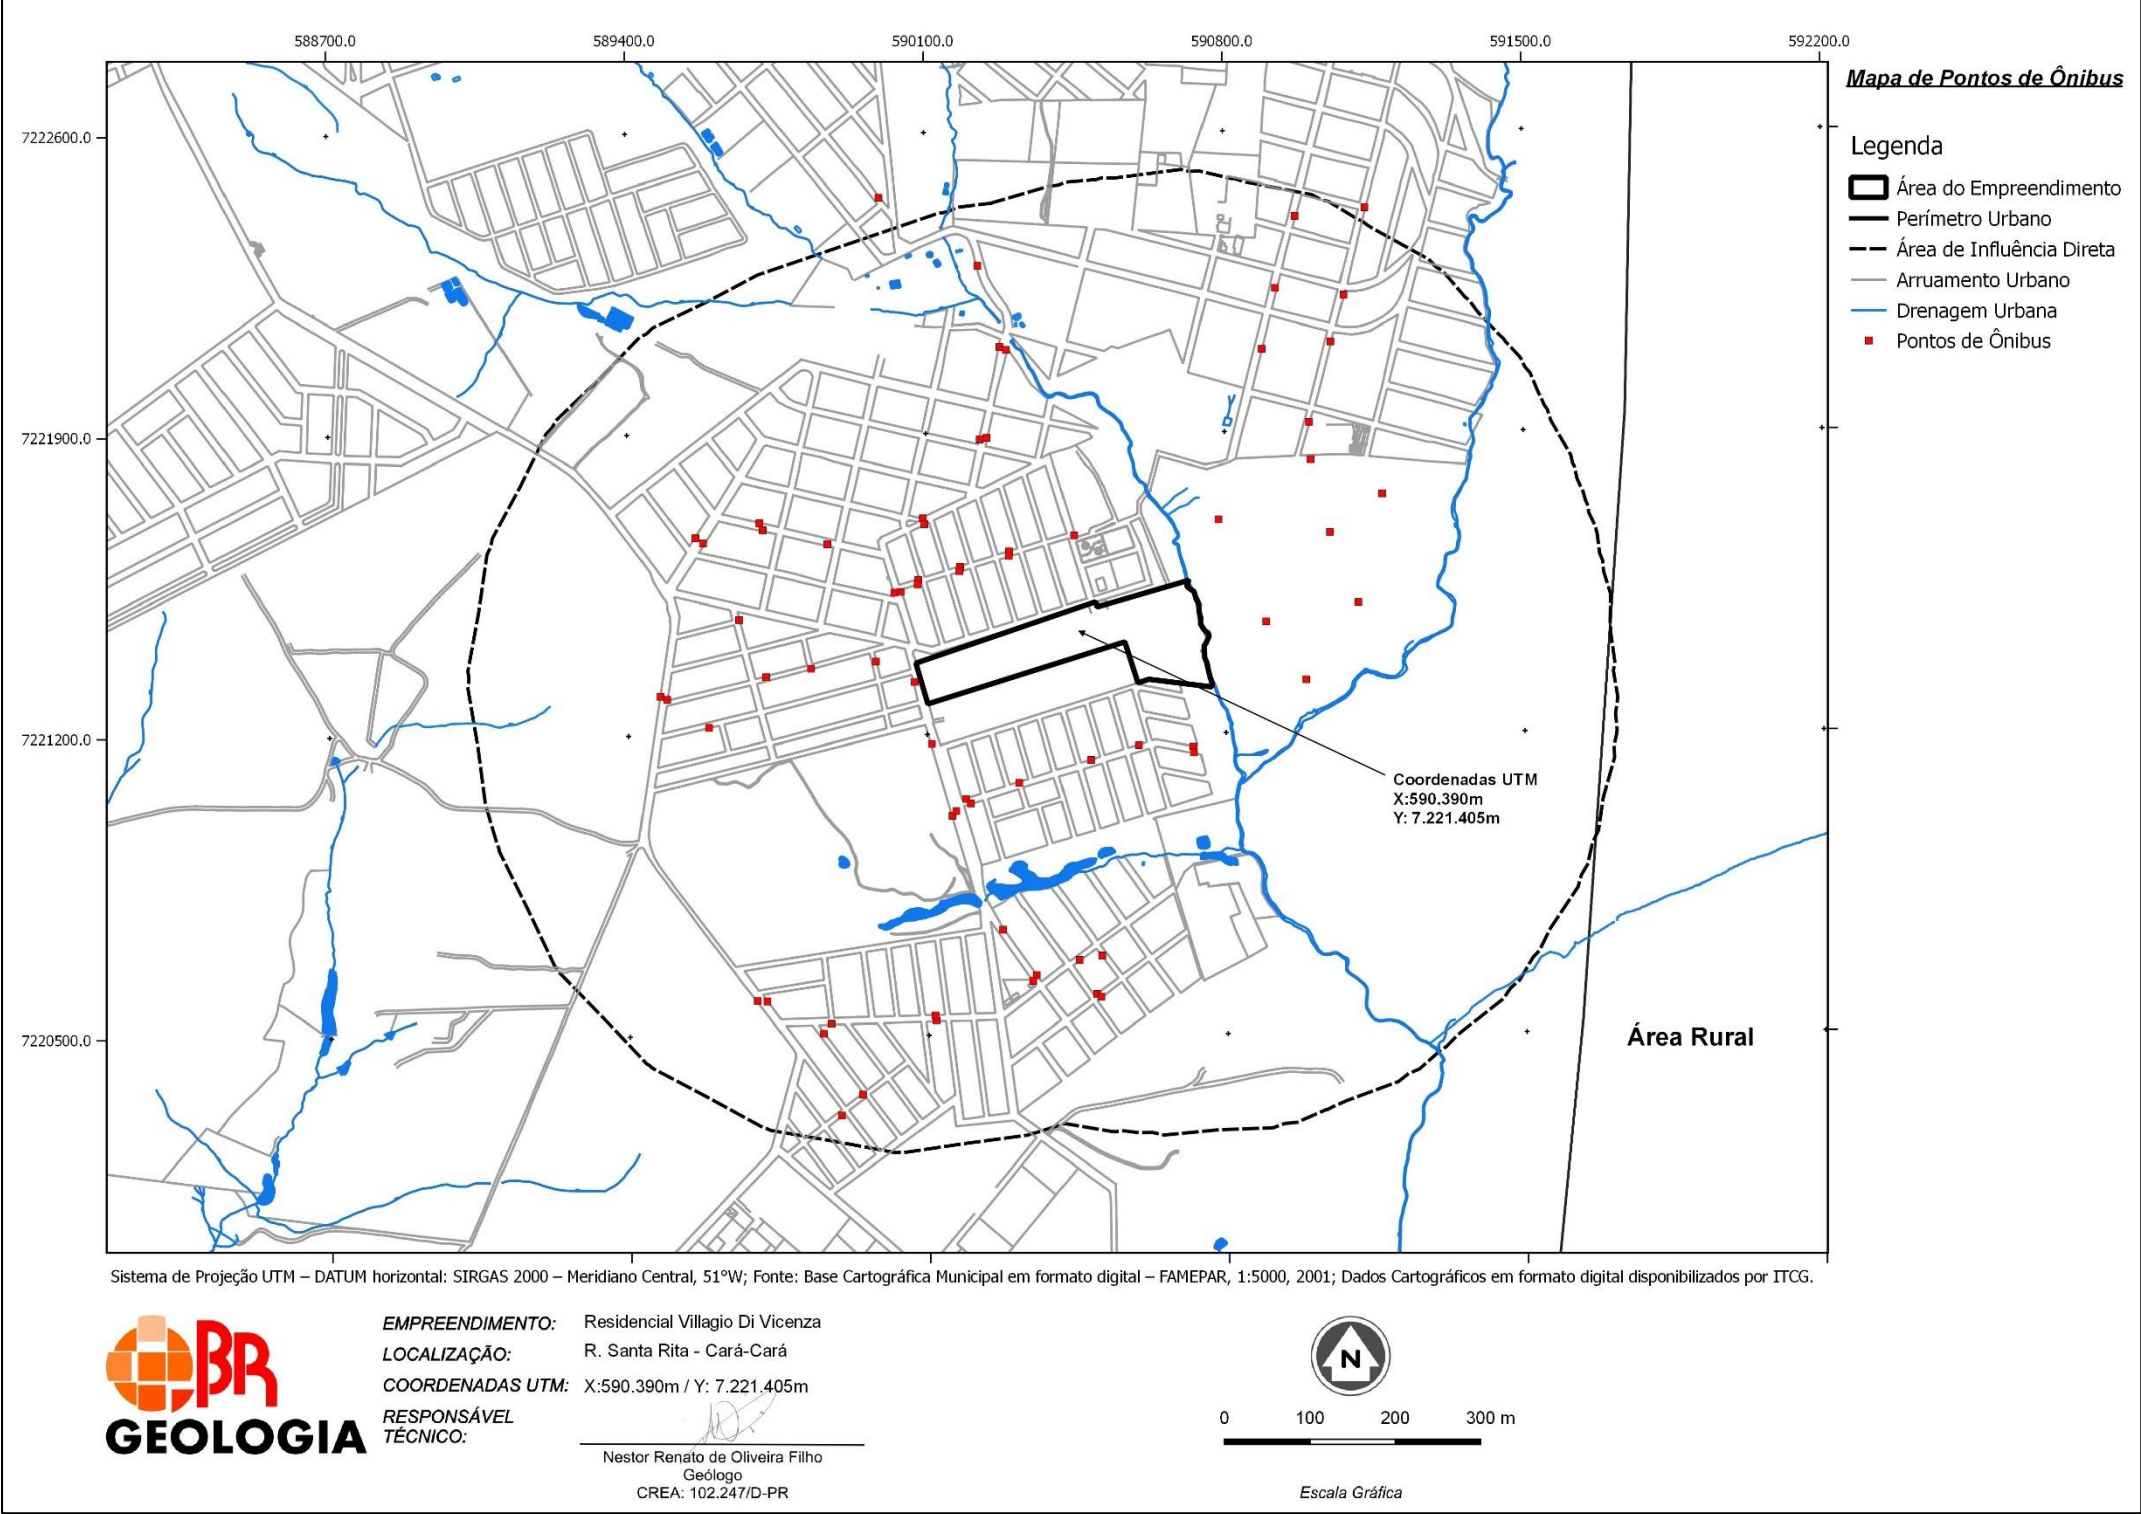 588700.0 589400.0 590100.0 590800.0 591500.0 592200.0
Mapa de Pontos de Ônibus
7222600.0
Legenda
Área do Empreendimento
Perímetro Urbano
Área de Influência Direta
Arruamento Urbano
Drenagem Urbana
Pontos de Ônibus
7221900.0
7221200.0
Coordenadas UTM
X:590.390m
Y: 7.221.405m
7220500.0
Área Rural
Sistema de Projeção UTM – DATUM horizontal: SIRGAS 2000 – Meridiano Central, 51°W; Fonte: Base Cartográfica Municipal em formato digital – FAMEPAR, 1:5000, 2001; Dados Cartográficos em formato digital disponibilizados por ITCG.
BR
GEOLOGIA
EMPREENDIMENTO: Residencial Villagio Di Vicenza
LOCALIZAÇÃO: R. Santa Rita - Cará-Cará
COORDENADAS UTM: X:590.390m / Y: 7.221.405m
RESPONSÁVEL
TÉCNICO:
Nestor Renato de Oliveira Filho
Geólogo
CREA: 102.247/D-PR
N
0 100 200 300 m
Escala Gráfica